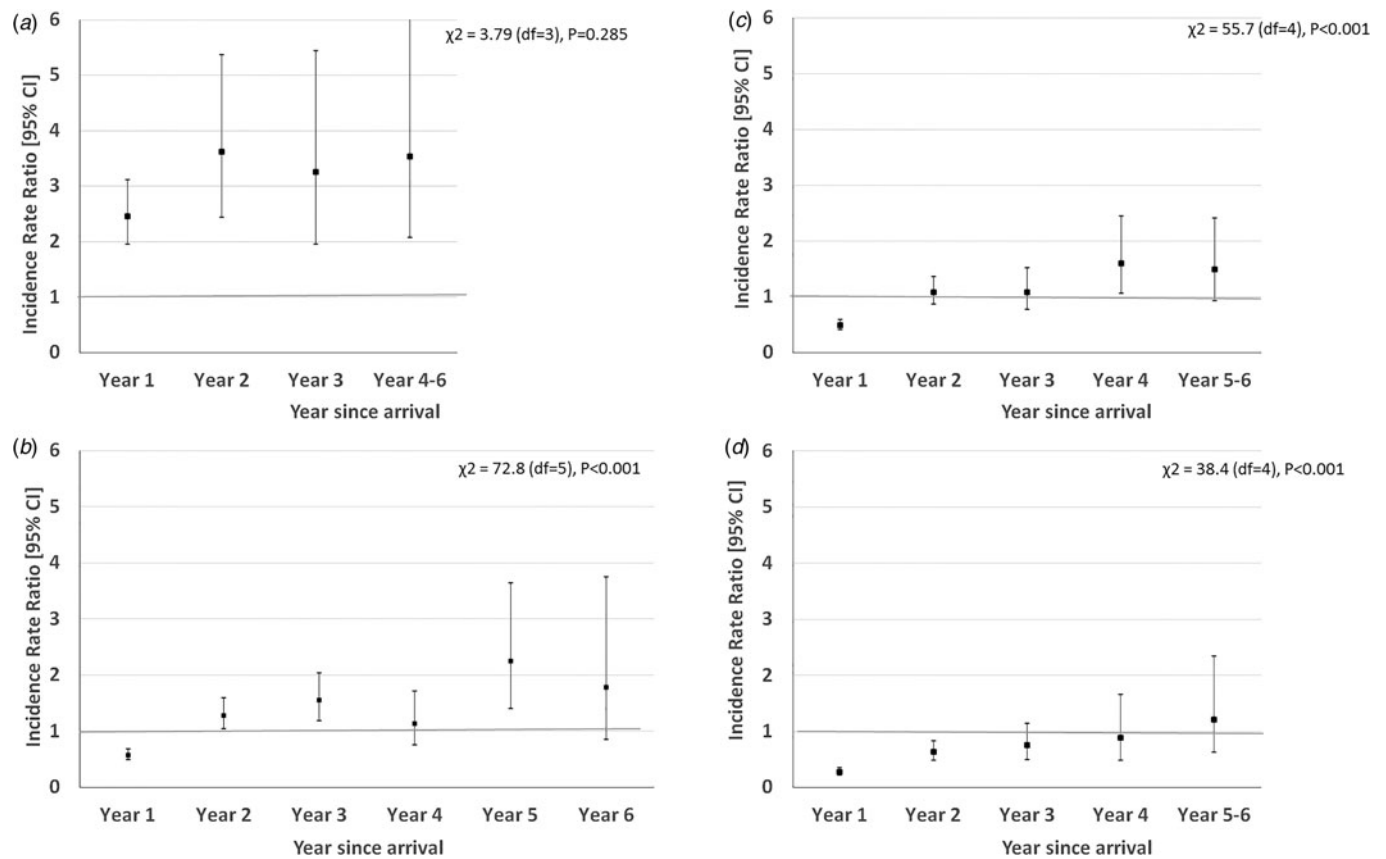 (a)
χ2 = 3.79 (df=3), P=0.285
Incidence Rate Ratio [95% CI]
6
5
4
3
2
1
0
Year 1 Year 2 Year 3 Year 4-6
Year since arrival
(b)
χ2 = 72.8 (df=5), P<0.001
Incidence Rate Ratio [95% CI]
6
5
4
3
2
1
0
Year 1 Year 2 Year 3 Year 4 Year 5 Year 6
Year since arrival
(c)
χ2 = 55.7 (df=4), P<0.001
Incidence Rate Ratio [95% CI]
6
5
4
3
2
1
0
Year 1 Year 2 Year 3 Year 4 Year 5-6
Year since arrival
(d)
χ2 = 38.4 (df=4), P<0.001
Incidence Rate Ratio [95% CI]
6
5
4
3
2
1
0
Year 1 Year 2 Year 3 Year 4 Year 5-6
Year since arrival